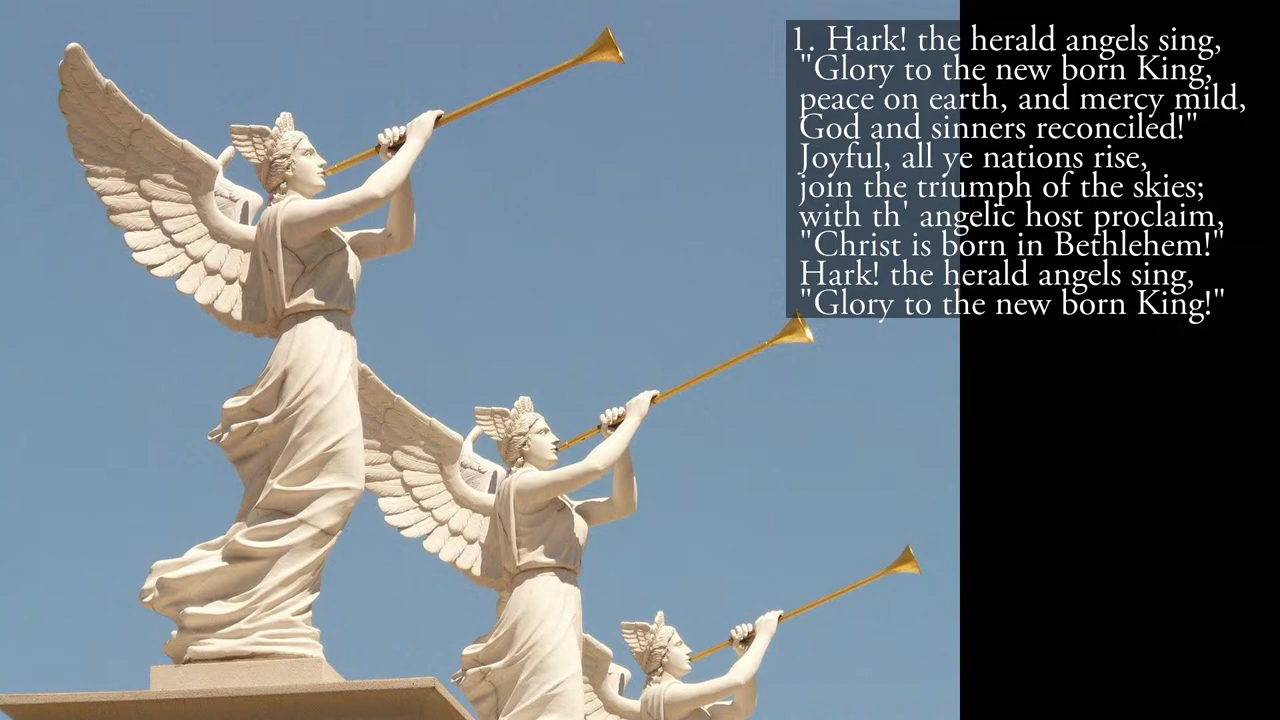 1. Hark! the herald angels sing,
"Glory to the new born King,
peace on earth, and mercy mild,
God and sinners reconciled!"
Joyful, all ye nations rise,
join the triumph of the skies;
with th' angelic host proclaim,
"Christ is born in Bethlehem!"
Hark! the herald angels sing,
"Glory to the new born King!"